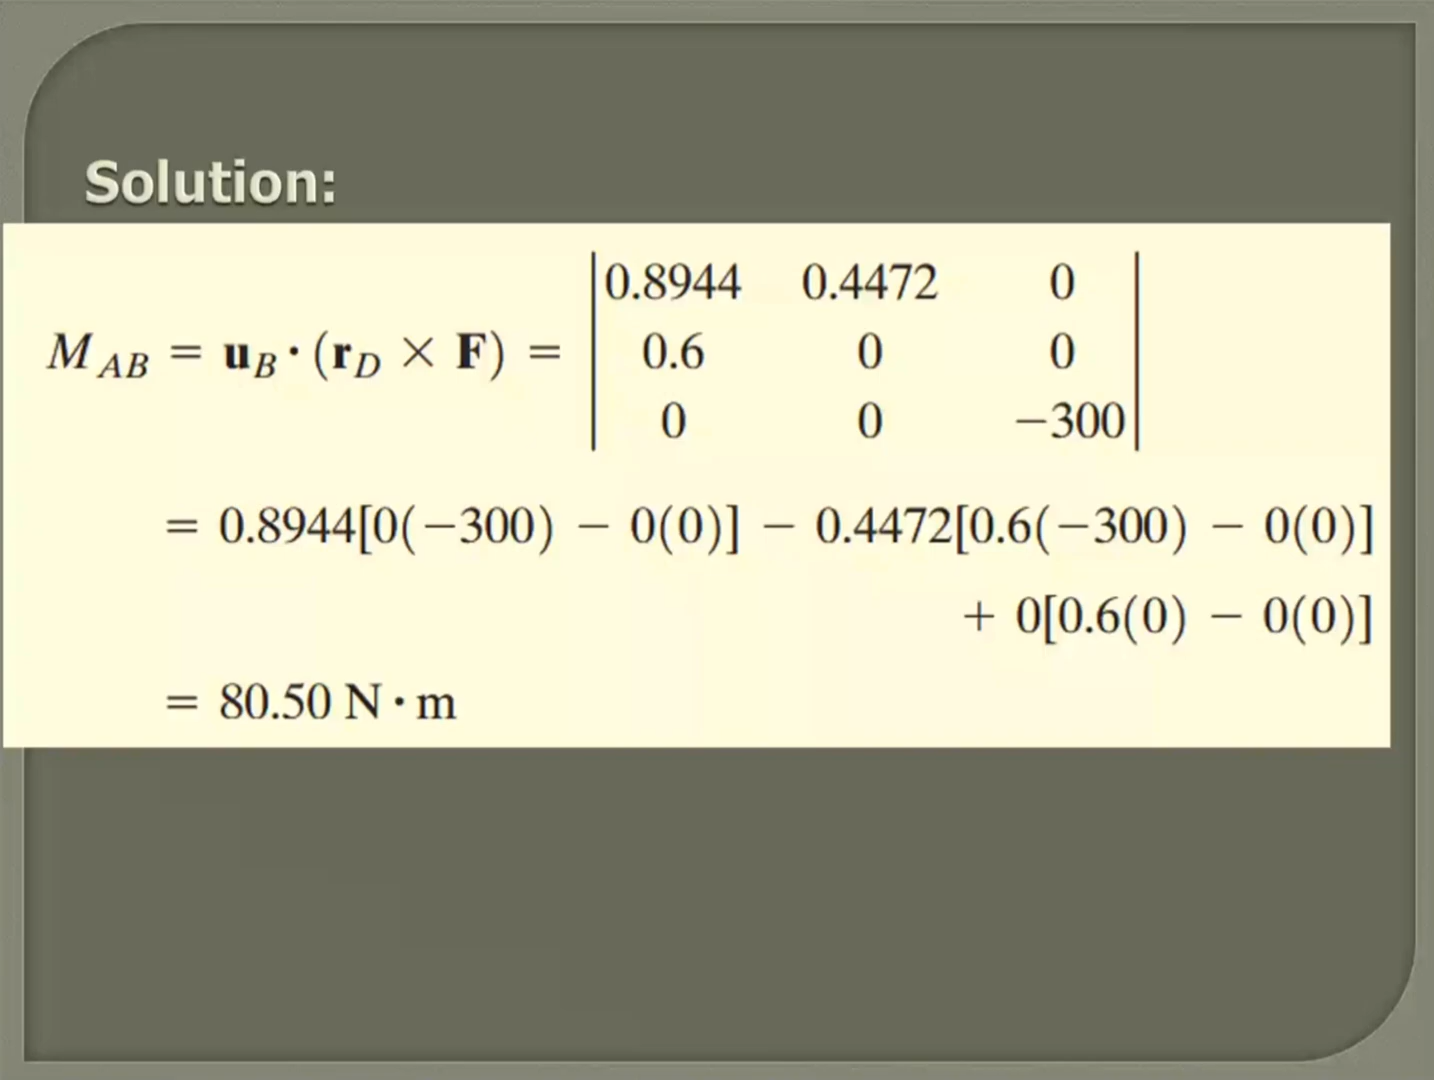 Solution:
M_AB = u_B · (r_D × F) = |0.8944 0.4472 0|
|0.6 0 0|
|0 0 −300|
= 0.8944[0(−300) − 0(0)] − 0.4472[0.6(−300) − 0(0)]
+ 0[0.6(0) − 0(0)]
= 80.50 N · m